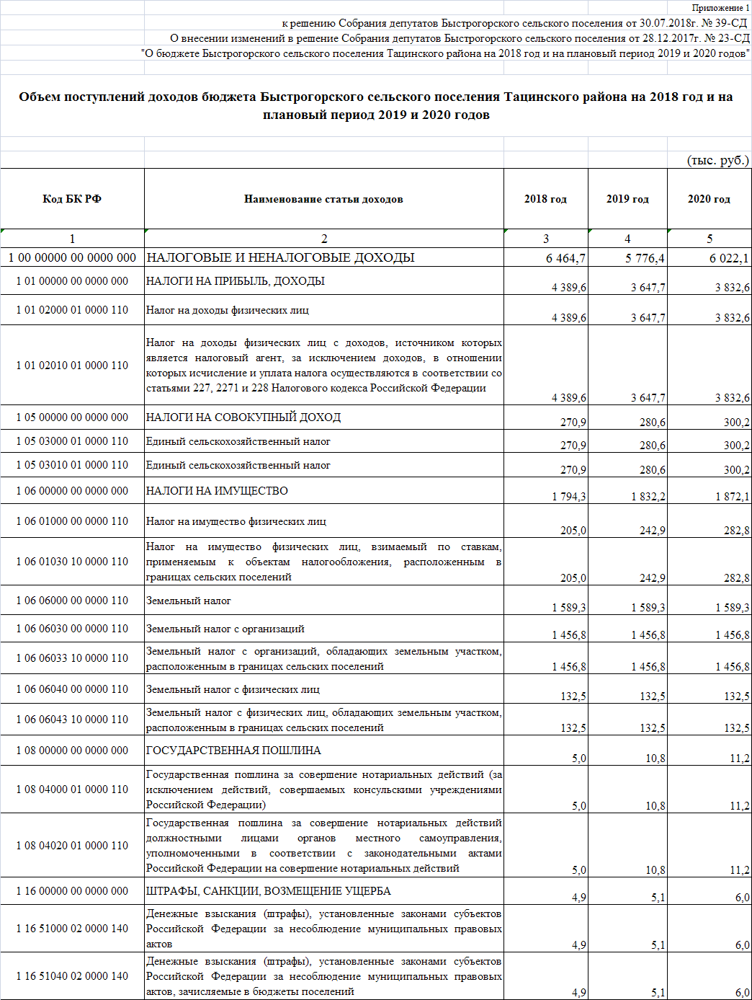 Приложение 1
к решению Собрания депутатов Быстрогорского сельского поселения от 30.07.2018г. № 39-СД
О внесении изменений в решение Собрания депутатов Быстрогорского сельского поселения от 28.12.2017г. № 23-СД
"О бюджете Быстрогорского сельского поселения Тацинского района на 2018 год и на плановый период 2019 и 2020 годов"
Объем поступлений доходов бюджета Быстрогорского сельского поселения Тацинского района на 2018 год и на
плановый период 2019 и 2020 годов
(тыс. руб.)
Код БК РФ Наименование статьи доходов 2018 год 2019 год 2020 год
1 2 3 4 5
1 00 00000 00 0000 000 НАЛОГОВЫЕ И НЕНАЛОГОВЫЕ ДОХОДЫ 6 464,7 5 776,4 6 022,1
1 01 00000 00 0000 000 НАЛОГИ НА ПРИБЫЛЬ, ДОХОДЫ 4 389,6 3 647,7 3 832,6
1 01 02000 01 0000 110 Налог на доходы физических лиц 4 389,6 3 647,7 3 832,6
Налог на доходы физических лиц с доходов, источником которых
является налоговый агент, за исключением доходов, в отношении
1 01 02010 01 0000 110 которых исчисление и уплата налога осуществляются в соответствии со
статьями 227, 2271 и 228 Налогового кодекса Российской Федерации 4 389,6 3 647,7 3 832,6
1 05 00000 00 0000 000 НАЛОГИ НА СОВОКУПНЫЙ ДОХОД 270,9 280,6 300,2
1 05 03000 01 0000 110 Единый сельскохозяйственный налог 270,9 280,6 300,2
1 05 03010 01 0000 110 Единый сельскохозяйственный налог 270,9 280,6 300,2
1 06 00000 00 0000 000 НАЛОГИ НА ИМУЩЕСТВО 1 794,3 1 832,2 1 872,1
1 06 01000 00 0000 110 Налог на имущество физических лиц 205,0 242,9 282,8
Налог на имущество физических лиц, взимаемый по ставкам,
1 06 01030 10 0000 110 применяемым к объектам налогообложения, расположенным в
границах сельских поселений 205,0 242,9 282,8
1 06 06000 00 0000 110 Земельный налог 1 589,3 1 589,3 1 589,3
1 06 06030 00 0000 110 Земельный налог с организаций 1 456,8 1 456,8 1 456,8
1 06 06033 10 0000 110 Земельный налог с организаций, обладающих земельным участком,
расположенным в границах сельских поселений 1 456,8 1 456,8 1 456,8
1 06 06040 00 0000 110 Земельный налог с физических лиц 132,5 132,5 132,5
1 06 06043 10 0000 110 Земельный налог с физических лиц, обладающих земельным участком,
расположенным в границах сельских поселений 132,5 132,5 132,5
1 08 00000 00 0000 000 ГОСУДАРСТВЕННАЯ ПОШЛИНА 5,0 10,8 11,2
Государственная пошлина за совершение нотариальных действий (за
1 08 04000 01 0000 110 исключением действий, совершаемых консульскими учреждениями
Российской Федерации) 5,0 10,8 11,2
Государственная пошлина за совершение нотариальных действий
должностными лицами органов местного самоуправления,
1 08 04020 01 0000 110 уполномоченными в соответствии с законодательными актами
Российской Федерации на совершение нотариальных действий 5,0 10,8 11,2
1 16 00000 00 0000 000 ШТРАФЫ, САНКЦИИ, ВОЗМЕЩЕНИЕ УЩЕРБА 4,9 5,1 6,0
Денежные взыскания (штрафы), установленные законами субъектов
1 16 51000 02 0000 140 Российской Федерации за несоблюдение муниципальных правовых
актов 4,9 5,1 6,0
Денежные взыскания (штрафы), установленные законами субъектов
1 16 51040 02 0000 140 Российской Федерации за несоблюдение муниципальных правовых
актов, зачисляемые в бюджеты поселений 4,9 5,1 6,0